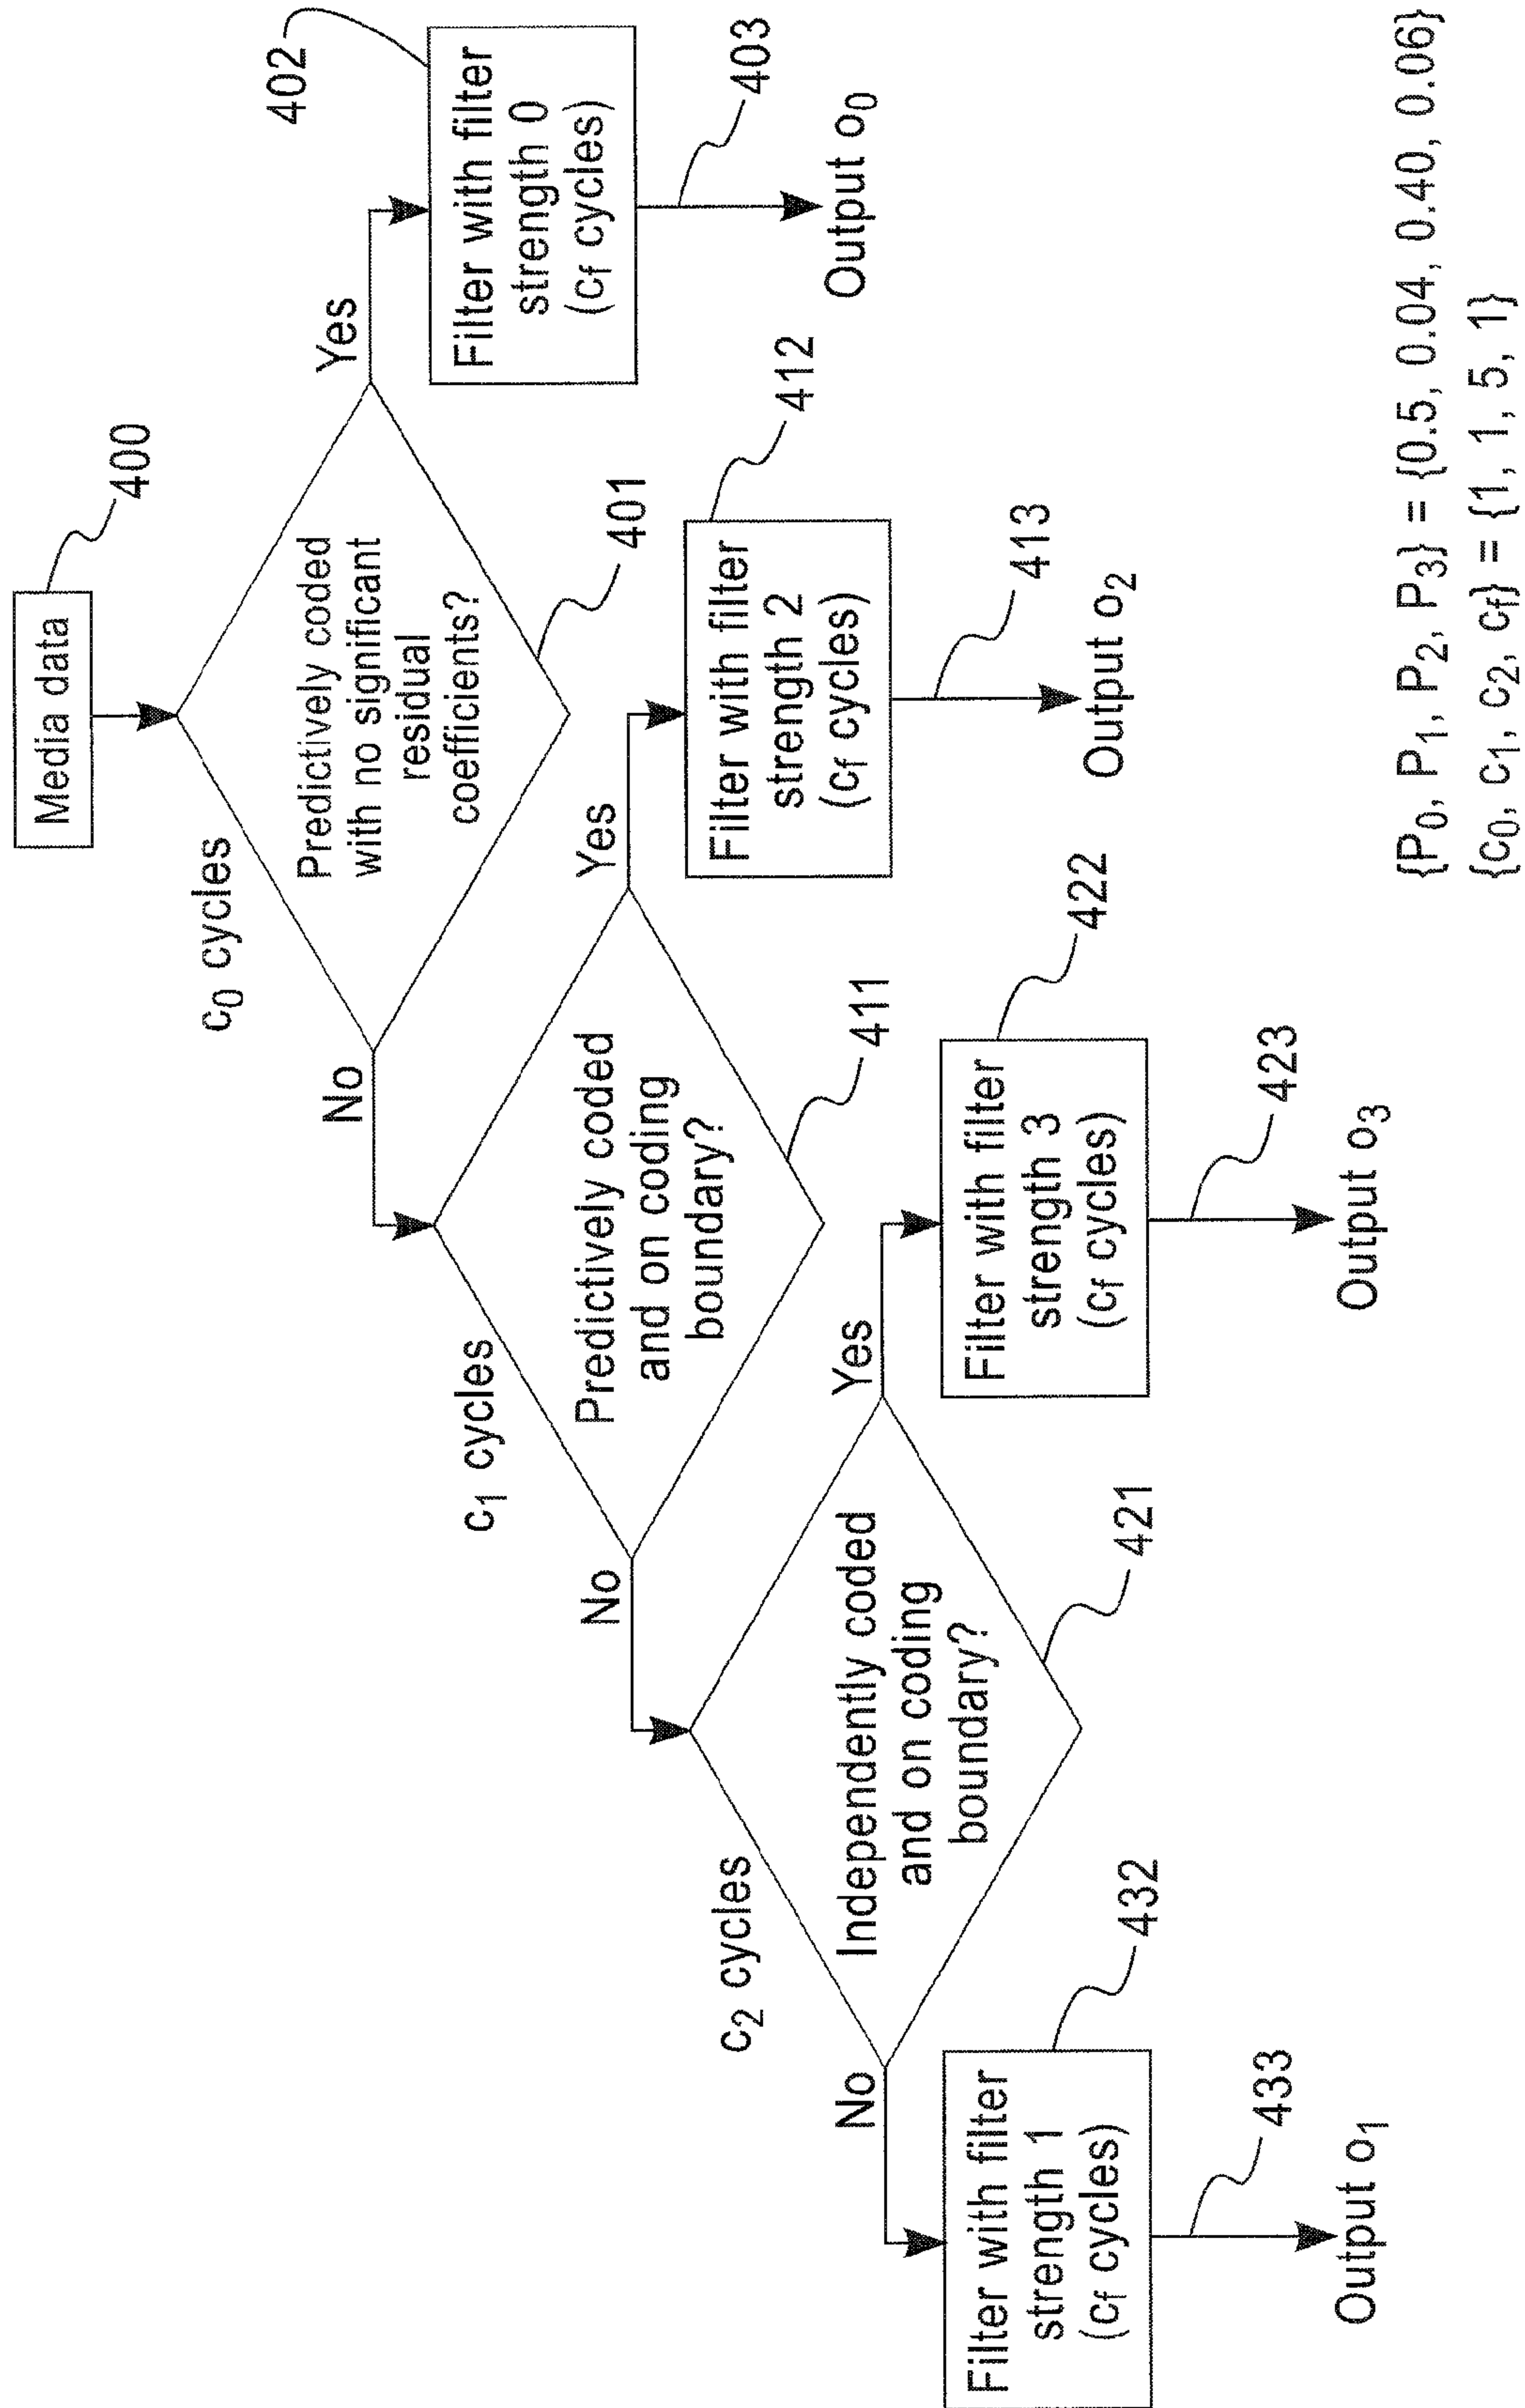 Media data
400
c0 cycles
Predictively coded
with no significant
residual
coefficients?
401
Yes
402
Filter with filter
strength 0
(cf cycles)
403
Output o0
No
c1 cycles
Predictively coded
and on coding
boundary?
411
Yes
412
Filter with filter
strength 2
(cf cycles)
413
Output o2
No
c2 cycles
Independently coded
and on coding
boundary?
421
Yes
422
Filter with filter
strength 3
(cf cycles)
423
Output o3
No
432
Filter with filter
strength 1
(cf cycles)
433
Output o1
{P0, P1, P2, P3} = {0.5, 0.04, 0.40, 0.06}
{c0, c1, c2, cf} = {1, 1, 5, 1}